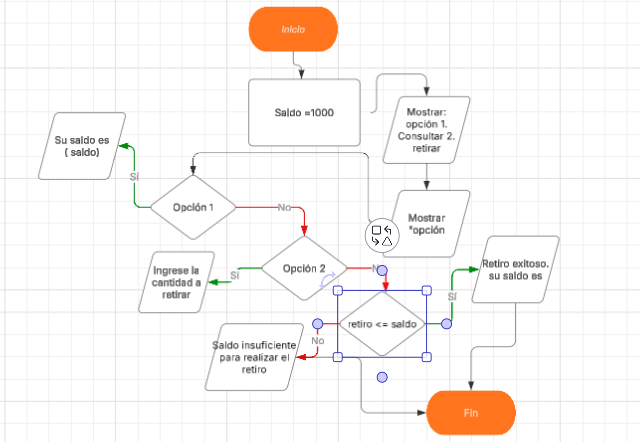 Inicio
Saldo =1000
Mostrar:
opción 1.
Consultar 2.
retirar
Su saldo es
( saldo)
SÍ
Opción 1
No
Mostrar
"opción
Opción 2
SÍ
Ingrese la
cantidad a
retirar
Retiro exitoso.
su saldo es
SÍ
retiro <= saldo
No
Saldo insuficiente
para realizar el
retiro
Fin